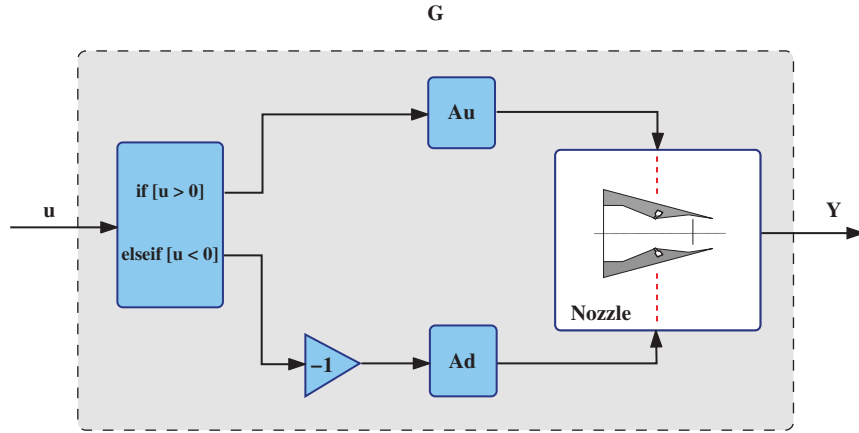 G
Au
if [u > 0]
u
elseif [u < 0]
Y
Nozzle
−1
Ad